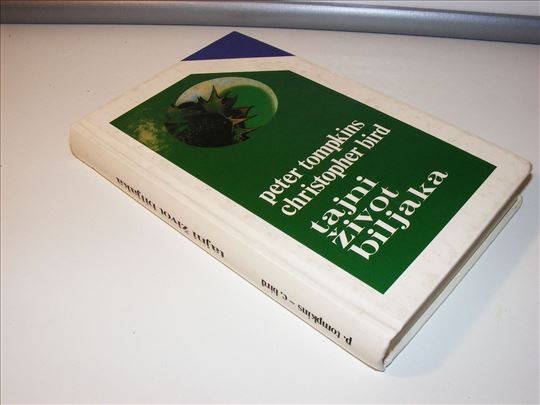 peter tompkins
christopher bird
tajni
život
biljaka
tajni život biljaka
p. tompkins – c. bird